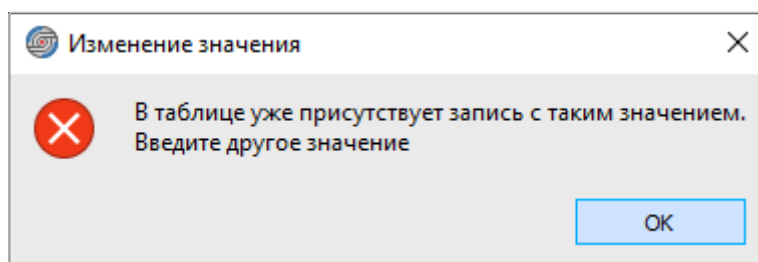 Изменение значения
В таблице уже присутствует запись с таким значением.
Введите другое значение
OK